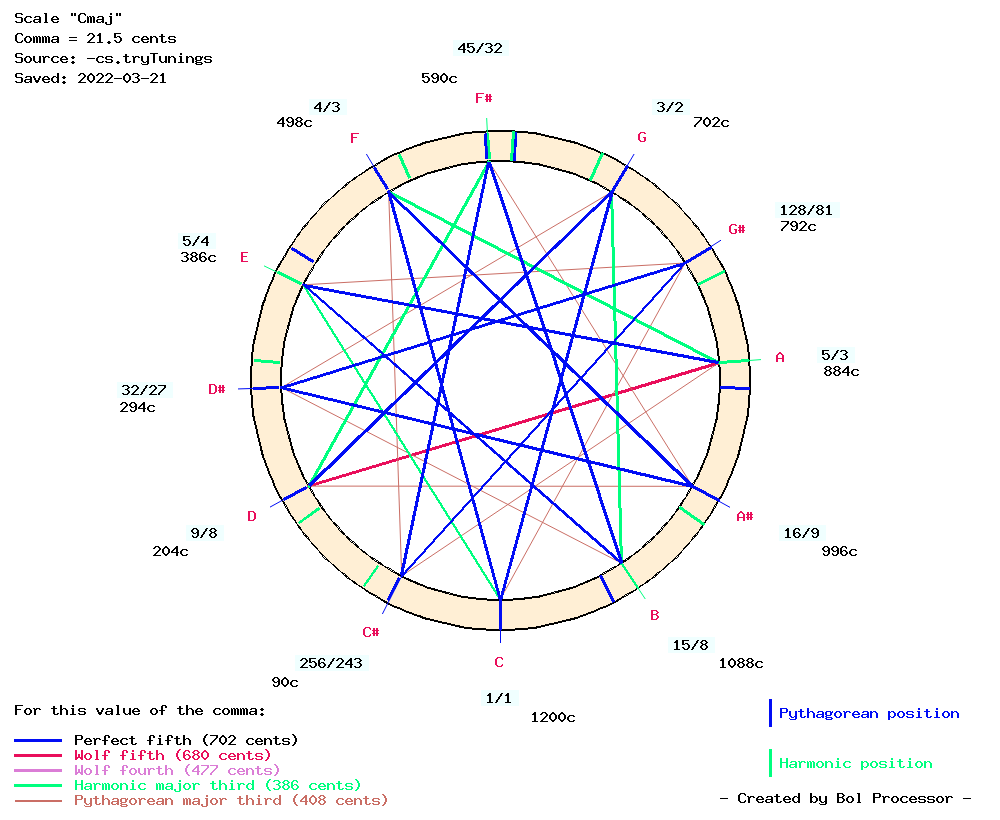 Scale "Cmaj"
Comma = 21.5 cents
Source: -cs.tryTunings
Saved: 2022-03-21
45/32
590c
F#
4/3
498c
F
3/2
702c
G
128/81
792c
G#
5/4
386c
E
5/3
884c
A
32/27
294c
D#
9/8
204c
D
16/9
996c
A#
256/243
90c
C#
15/8
1088c
B
C
1/1
1200c
For this value of the comma:
Perfect fifth (702 cents)
Wolf fifth (680 cents)
Wolf fourth (477 cents)
Harmonic major third (386 cents)
Pythagorean major third (408 cents)
Pythagorean position
Harmonic position
- Created by Bol Processor -